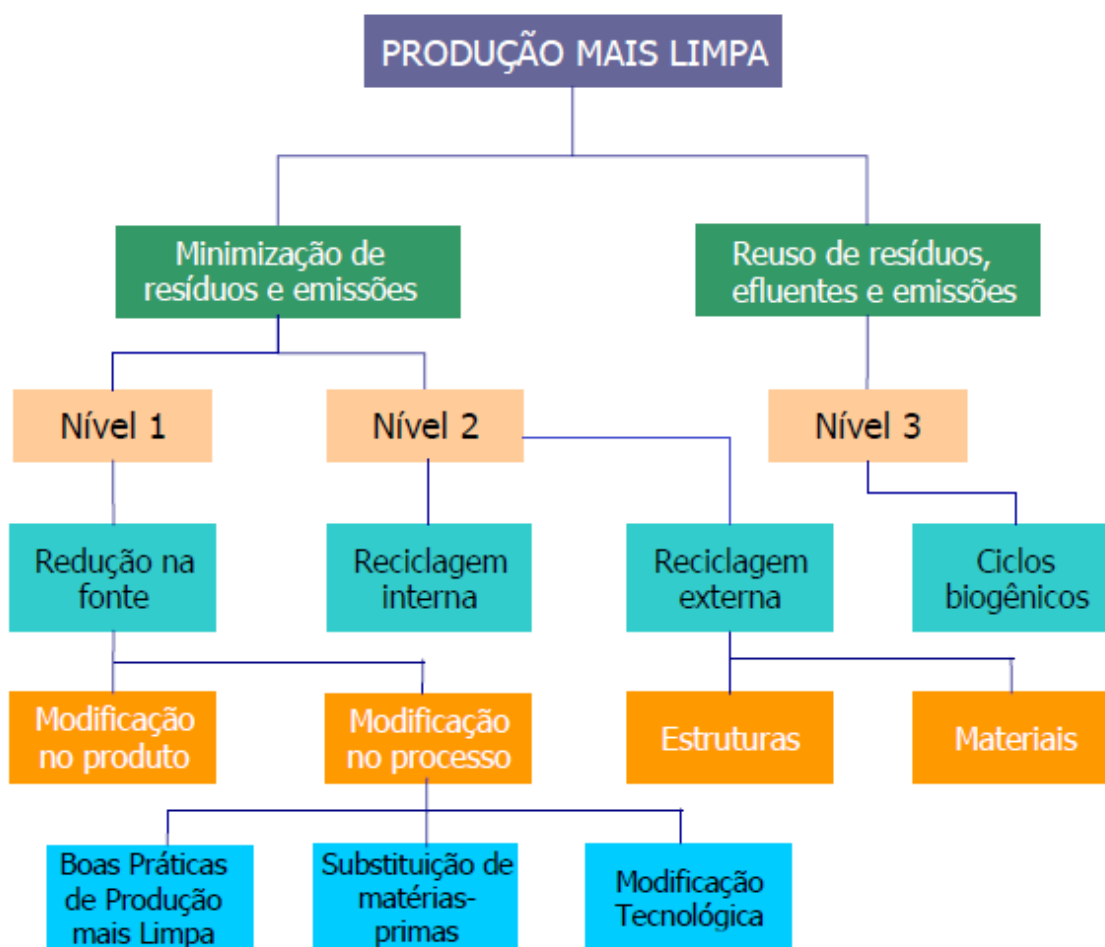 PRODUÇÃO MAIS LIMPA
Minimização de
resíduos e emissões
Reuso de resíduos,
efluentes e emissões
Nível 1
Nível 2
Nível 3
Redução na
fonte
Reciclagem
interna
Reciclagem
externa
Ciclos
biogênicos
Modificação
no produto
Modificação
no processo
Estruturas
Materiais
Boas Práticas
de Produção
mais Limpa
Substituição de
matérias-
primas
Modificação
Tecnológica